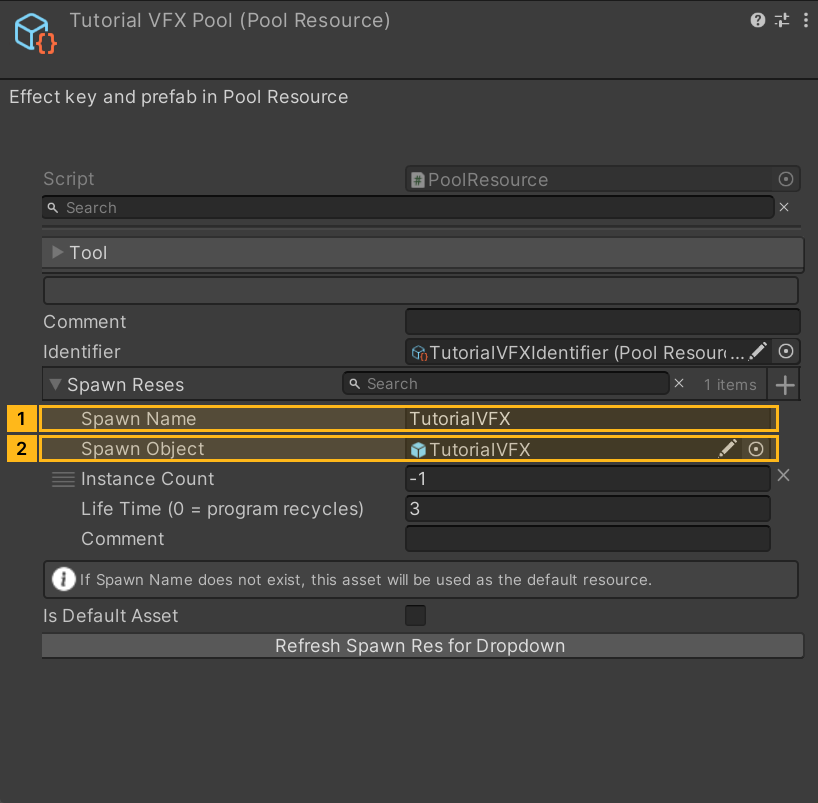 Tutorial VFX Pool (Pool Resource)
Effect key and prefab in Pool Resource
Script PoolResource
Search
Tool
Comment
Identifier TutorialVFXIdentifier (Pool Resour...
Spawn Reses Search 1 items
1 Spawn Name TutorialVFX
2 Spawn Object TutorialVFX
Instance Count -1
Life Time (0 = program recycles) 3
Comment
If Spawn Name does not exist, this asset will be used as the default resource.
Is Default Asset
Refresh Spawn Res for Dropdown